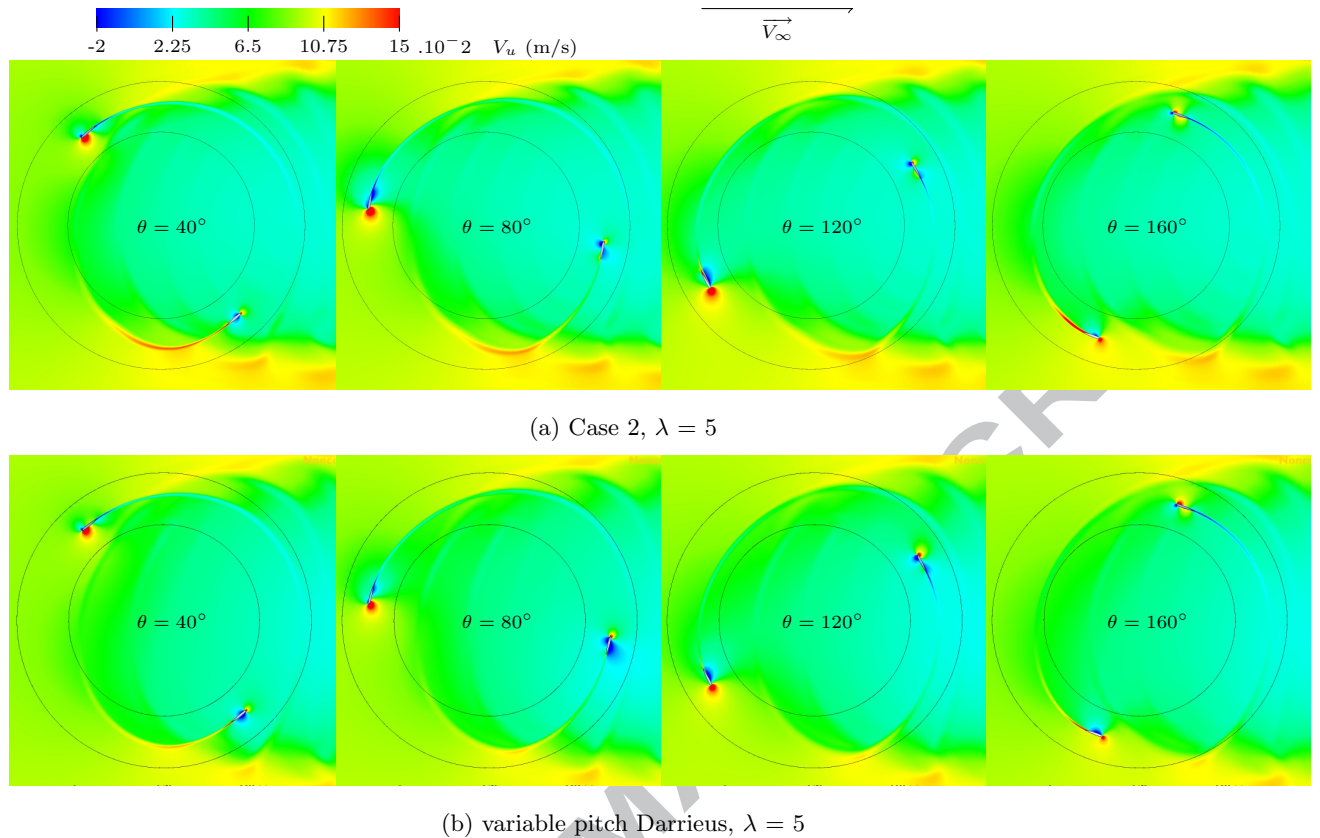 -2 2.25 6.5 10.75 15 .10⁻2 V_u (m/s)
V_∞
θ = 40°
θ = 80°
θ = 120°
θ = 160°
(a) Case 2, λ = 5
θ = 40°
θ = 80°
θ = 120°
θ = 160°
(b) variable pitch Darrieus, λ = 5